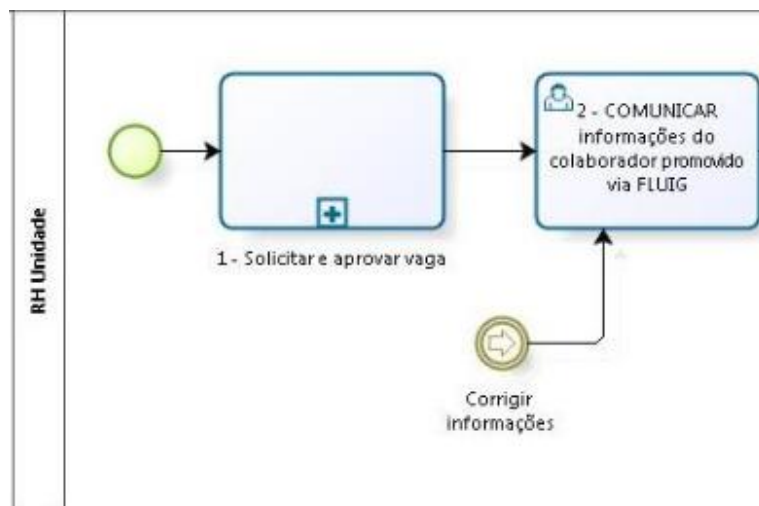 RH Unidade
2 - COMUNICAR
informações do
colaborador promovido
via FLUIG
1 - Solicitar e aprovar vaga
Corrigir
informações